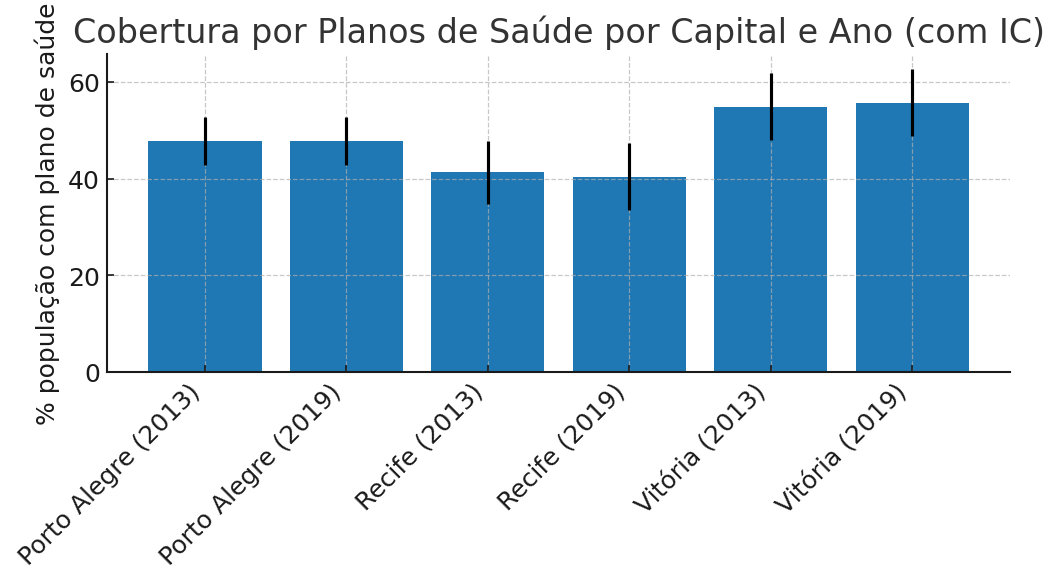 Cobertura por Planos de Saúde por Capital e Ano (com IC)
% população com plano de saúde
60
40
20
0
Porto Alegre (2013)
Porto Alegre (2019)
Recife (2013)
Recife (2019)
Vitória (2013)
Vitória (2019)